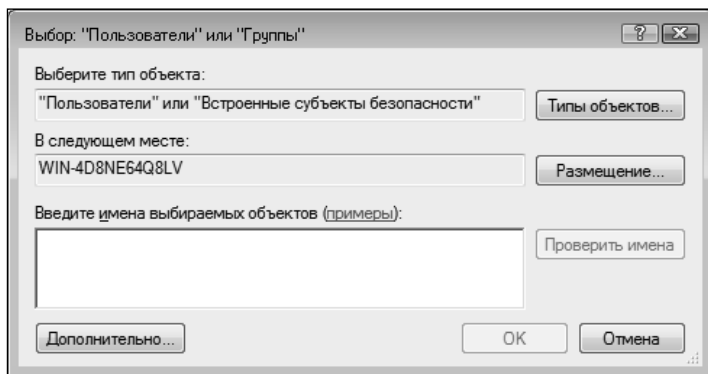 Выбор: "Пользователи" или "Группы"
Выберите тип объекта:
"Пользователи" или "Встроенные субъекты безопасности"
Типы объектов...
В следующем месте:
WIN-4D8NE64Q8LV
Размещение...
Введите имена выбираемых объектов (примеры):
Проверить имена
Дополнительно...
ОК
Отмена